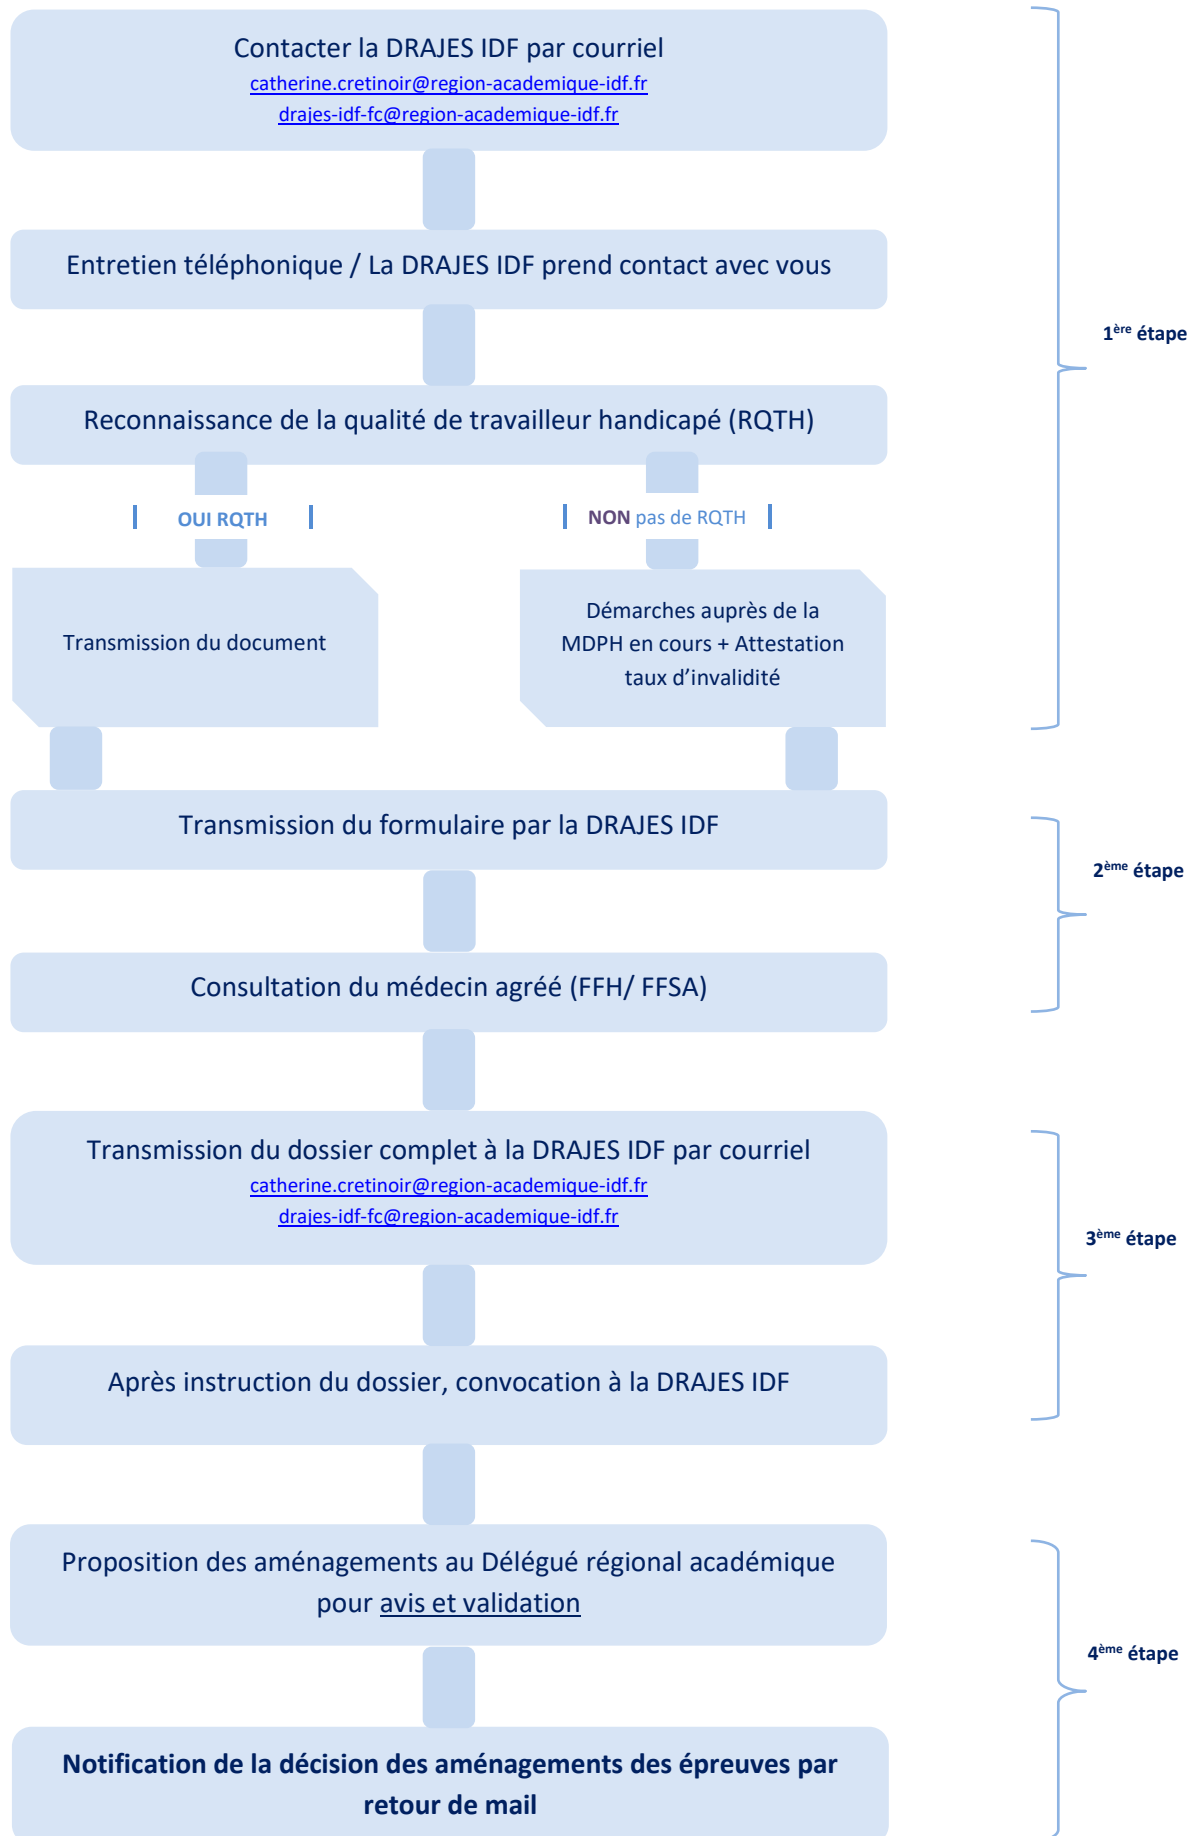 Contacter la DRAJES IDF par courriel
catherine.cretinoir@region-academique-idf.fr
drajes-idf-fc@region-academique-idf.fr
Entretien téléphonique / La DRAJES IDF prend contact avec vous
1ère étape
Reconnaissance de la qualité de travailleur handicapé (RQTH)
OUI RQTH
NON pas de RQTH
Transmission du document
Démarches auprès de la
MDPH en cours + Attestation
taux d’invalidité
Transmission du formulaire par la DRAJES IDF
2ème étape
Consultation du médecin agréé (FFH/ FFSA)
Transmission du dossier complet à la DRAJES IDF par courriel
catherine.cretinoir@region-academique-idf.fr
drajes-idf-fc@region-academique-idf.fr
3ème étape
Après instruction du dossier, convocation à la DRAJES IDF
Proposition des aménagements au Délégué régional académique
pour avis et validation
4ème étape
Notification de la décision des aménagements des épreuves par
retour de mail